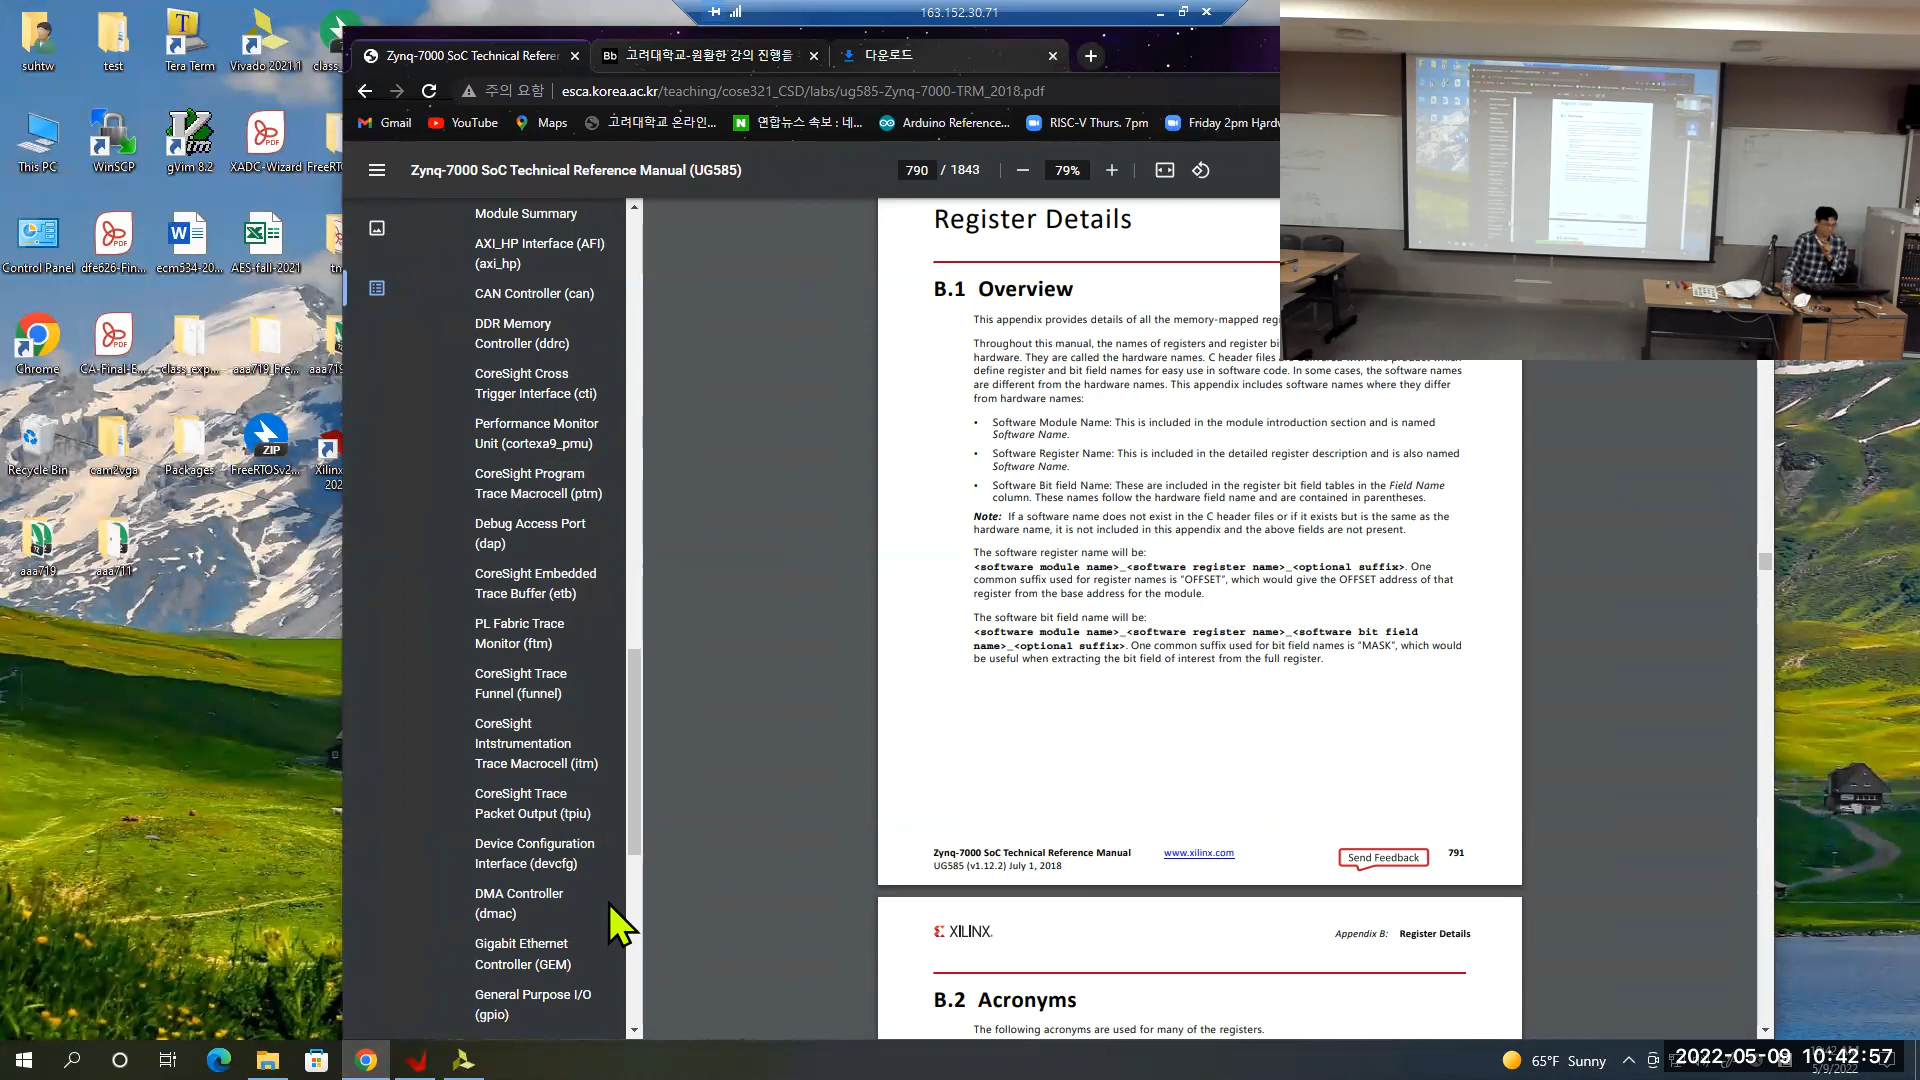 163.152.30.71
suhtw
test
Tera Term
Vivado 2021.1
class_
Zynq-7000 SoC Technical Refere
Bb 고려대학교-원활한 강의 진행을
다운로드
주의 요함
esca.korea.ac.kr/teaching/cose321_CSD/labs/ug585-Zynq-7000-TRM_2018.pdf
Gmail
YouTube
Maps
고려대학교 온라인...
연합뉴스 속보 : 네...
Arduino Reference...
RISC-V Thurs. 7pm
Friday 2pm Hardw
This PC
WinSCP
gVim 8.2
XADC-Wizard
FreeRT
Zynq-7000 SoC Technical Reference Manual (UG585)
790 / 1843
79%
Control Panel
dfe626-Fin...
ecm534-20...
AES-fall-2021
Chrome
CA-Final-E...
class_exp...
aaa719_Fre...
aaa719
Recycle Bin
cam2vga
Packages
ZIP
FreeRTOSv2...
Xilinx
202
aaa719
aaa711
Module Summary
AXI_HP Interface (AFI)
(axi_hp)
CAN Controller (can)
DDR Memory
Controller (ddrc)
CoreSight Cross
Trigger Interface (cti)
Performance Monitor
Unit (cortexa9_pmu)
CoreSight Program
Trace Macrocell (ptm)
Debug Access Port
(dap)
CoreSight Embedded
Trace Buffer (etb)
PL Fabric Trace
Monitor (ftm)
CoreSight Trace
Funnel (funnel)
CoreSight
Intstrumentation
Trace Macrocell (itm)
CoreSight Trace
Packet Output (tpiu)
Device Configuration
Interface (devcfg)
DMA Controller
(dmac)
Gigabit Ethernet
Controller (GEM)
General Purpose I/O
(gpio)
Register Details
B.1 Overview
This appendix provides details of all the memory-mapped regi
Throughout this manual, the names of registers and register bi
hardware. They are called the hardware names. C header files
define register and bit field names for easy use in software code. In some cases, the software names
are different from the hardware names. This appendix includes software names where they differ
from hardware names:
• Software Module Name: This is included in the module introduction section and is named
Software Name.
• Software Register Name: This is included in the detailed register description and is also named
Software Name.
• Software Bit field Name: These are included in the register bit field tables in the Field Name
column. These names follow the hardware field name and are contained in parentheses.
Note: If a software name does not exist in the C header files or if it exists but is the same as the
hardware name, it is not included in this appendix and the above fields are not present.
The software register name will be:
<software module name>_<software register name>_<optional suffix>. One
common suffix used for register names is "OFFSET", which would give the OFFSET address of that
register from the base address for the module.
The software bit field name will be:
<software module name>_<software register name>_<software bit field
name>_<optional suffix>. One common suffix used for bit field names is "MASK", which would
be useful when extracting the bit field of interest from the full register.
Zynq-7000 SoC Technical Reference Manual
www.xilinx.com
Send Feedback
791
UG585 (v1.12.2) July 1, 2018
XILINX.
Appendix B: Register Details
B.2 Acronyms
The following acronyms are used for many of the registers.
65°F Sunny
2022-05-09 10:42:57
5/9/2022